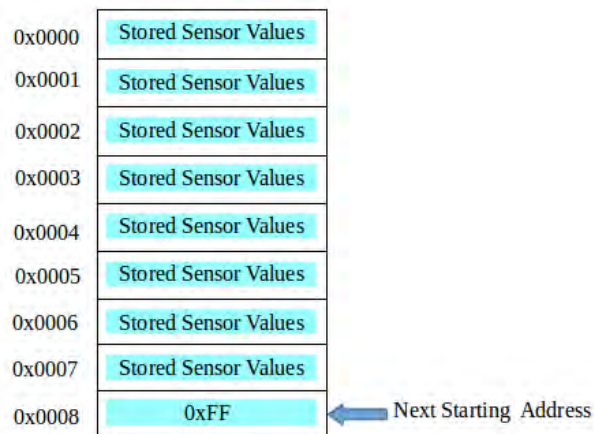 0x0000 Stored Sensor Values
0x0001 Stored Sensor Values
0x0002 Stored Sensor Values
0x0003 Stored Sensor Values
0x0004 Stored Sensor Values
0x0005 Stored Sensor Values
0x0006 Stored Sensor Values
0x0007 Stored Sensor Values
0x0008 0xFF Next Starting Address